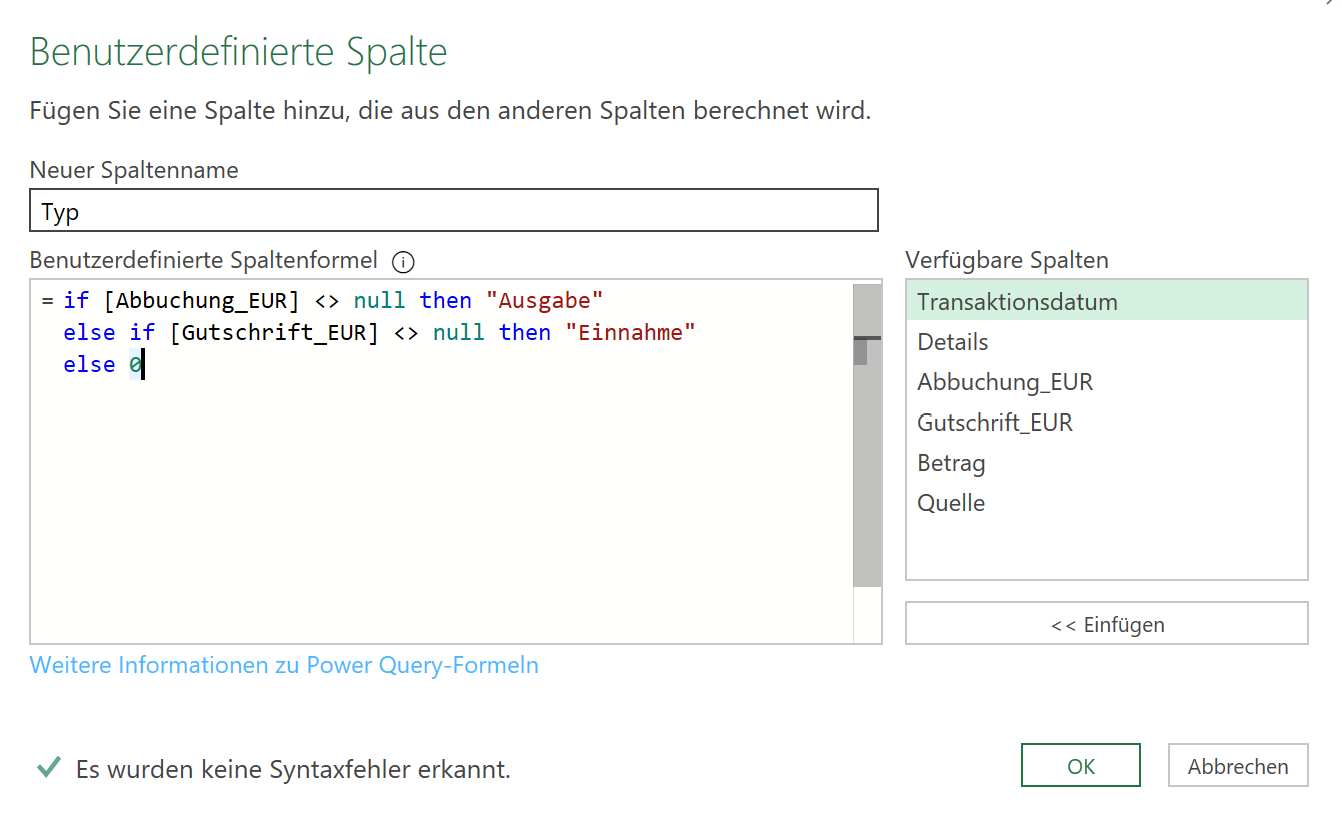 Benutzerdefinierte Spalte
Fügen Sie eine Spalte hinzu, die aus den anderen Spalten berechnet wird.
Neuer Spaltenname
Typ
Benutzerdefinierte Spaltenformel
= if [Abbuchung_EUR] <> null then "Ausgabe"
else if [Gutschrift_EUR] <> null then "Einnahme"
else 0
Verfügbare Spalten
Transaktionsdatum
Details
Abbuchung_EUR
Gutschrift_EUR
Betrag
Quelle
<< Einfügen
Weitere Informationen zu Power Query-Formeln
Es wurden keine Syntaxfehler erkannt.
OK
Abbrechen